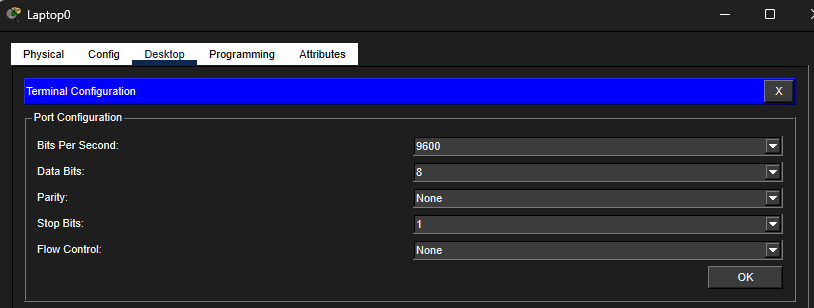 Laptop0
Physical Config Desktop Programming Attributes
Terminal Configuration X
Port Configuration
Bits Per Second: 9600
Data Bits: 8
Parity: None
Stop Bits: 1
Flow Control: None
OK